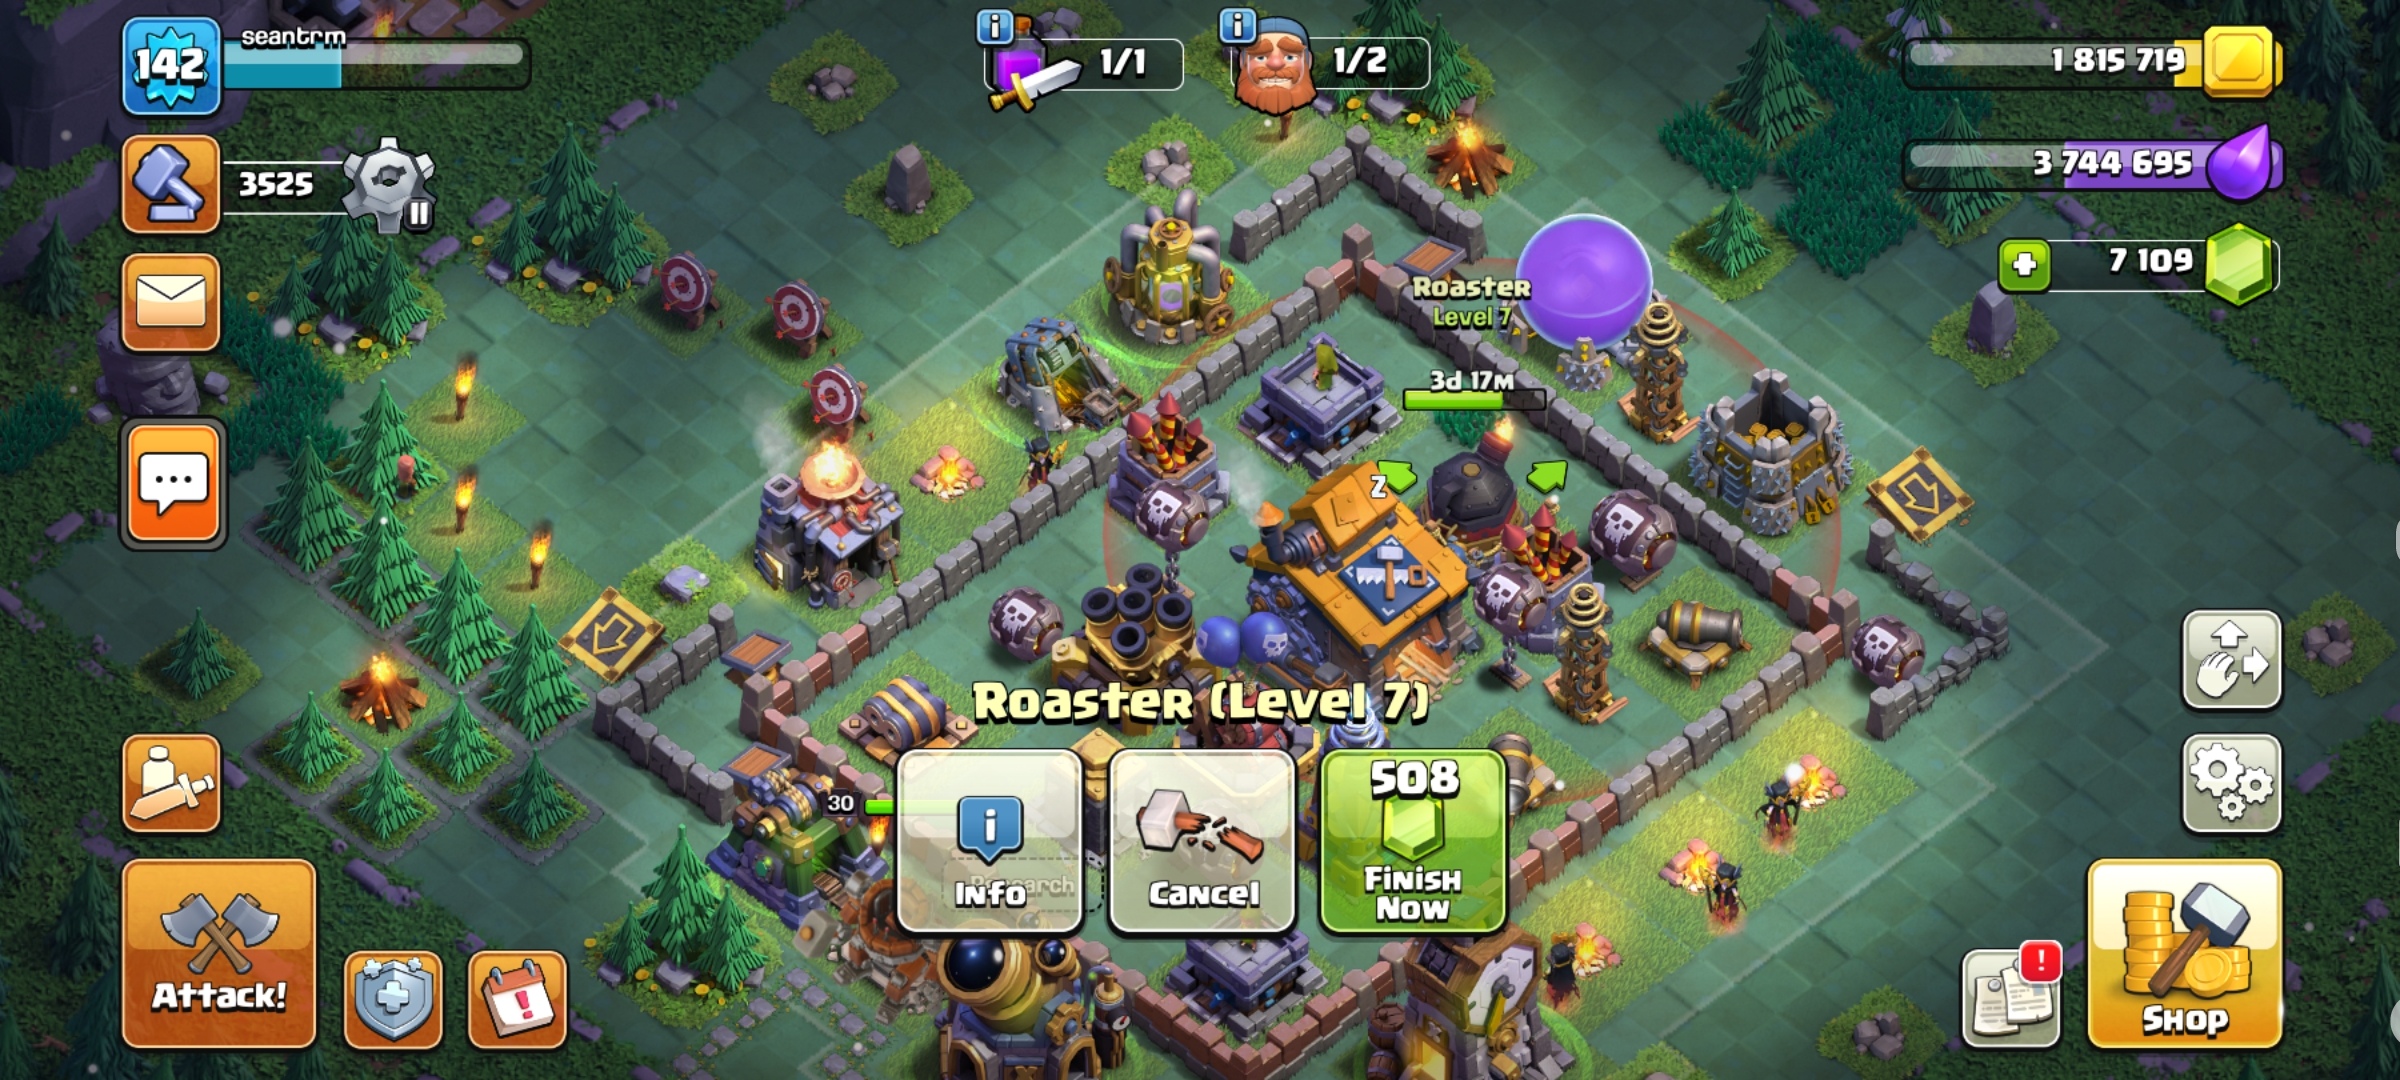 142
seantrm
1/1
1/2
1 815 719
3525
3 744 695
7 109
Roaster
Level 7
3d 17m
Z
Roaster (Level 7)
30
508
Research
Info
Cancel
Finish
Now
Attack!
Shop